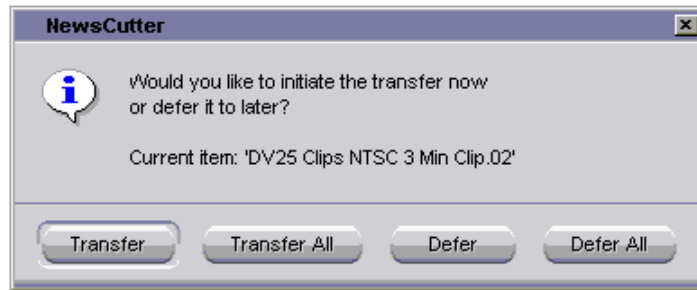 NewsCutter
Would you like to initiate the transfer now
or defer it to later?
Current item: 'DV25 Clips NTSC 3 Min Clip.02'
Transfer
Transfer All
Defer
Defer All